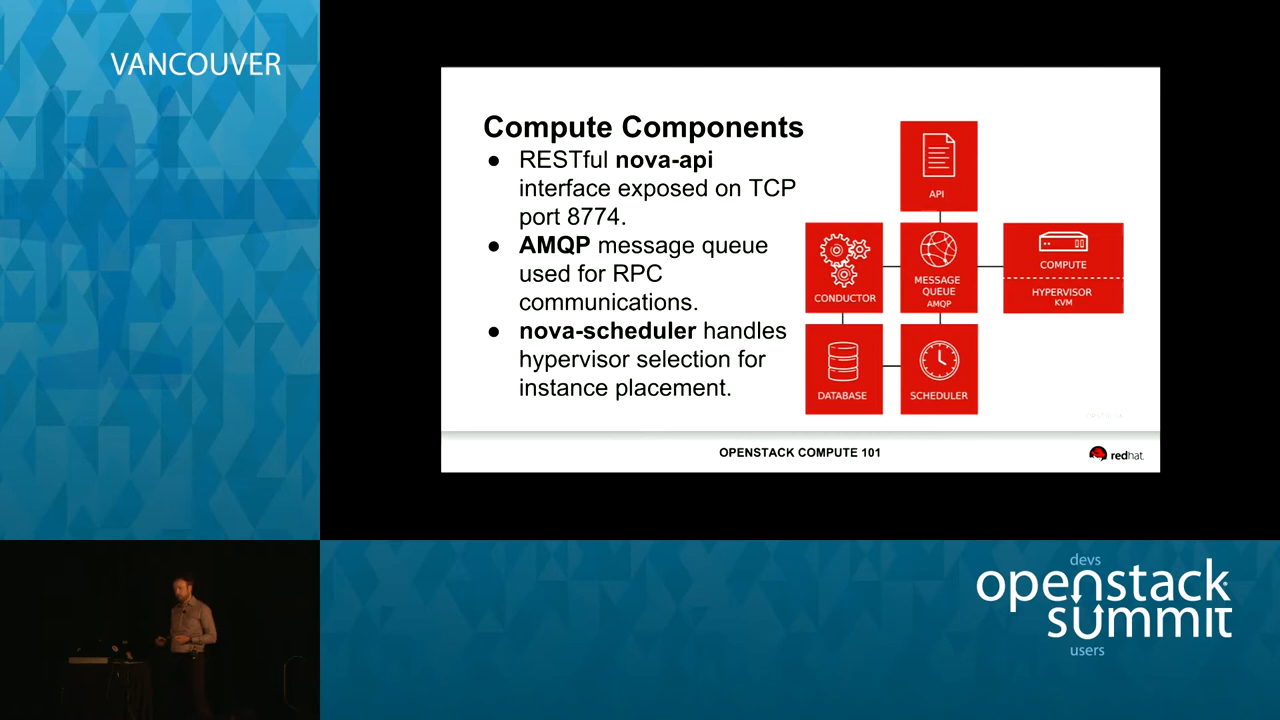 VANCOUVER
Compute Components
● RESTful nova-api
interface exposed on TCP
port 8774.
● AMQP message queue
used for RPC
communications.
● nova-scheduler handles
hypervisor selection for
instance placement.
API
CONDUCTOR
MESSAGE
QUEUE
AMQP
COMPUTE
HYPERVISOR
KVM
DATABASE
SCHEDULER
OPENSTACK COMPUTE 101
redhat
devs
openstack
summit
users